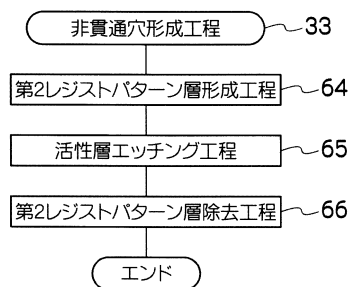 非貫通穴形成工程 33
第2レジストパターン層形成工程 64
活性層エッチング工程 65
第2レジストパターン層除去工程 66
エンド